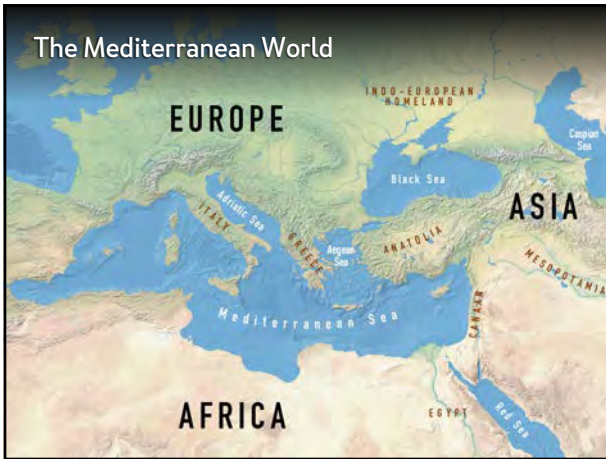 The Mediterranean World
INDO-EUROPEAN
HOMELAND
EUROPE
Caspian
Sea
Black Sea
ASIA
Adriatic Sea
ITALY
GREECE
Aegean
Sea
ANATOLIA
MESOPOTAMIA
Mediterranean Sea
CANAAN
AFRICA
EGYPT
Red Sea